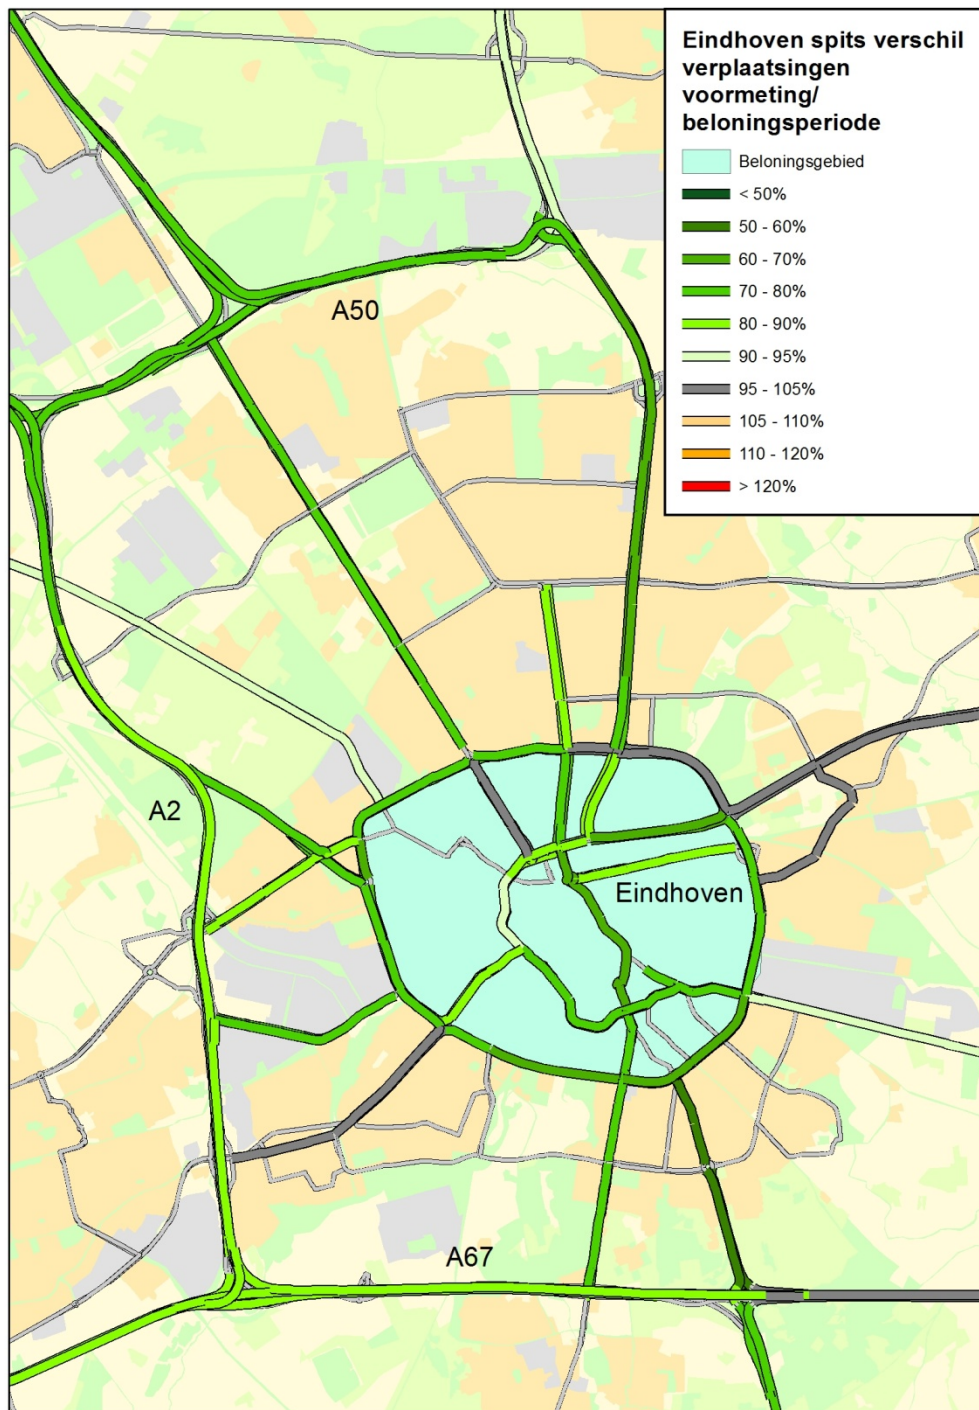 Eindhoven spits verschil
verplaatsingen
voormeting/
beloningsperiode
Beloningsgebied
< 50%
50 - 60%
60 - 70%
70 - 80%
80 - 90%
90 - 95%
95 - 105%
105 - 110%
110 - 120%
> 120%
A50
A2
Eindhoven
A67